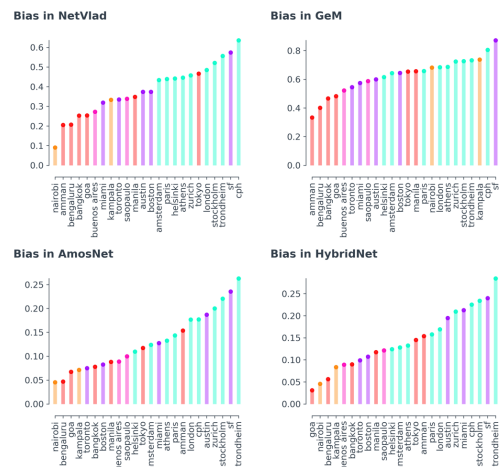 Bias in NetVlad
0.6
0.5
0.4
0.3
0.2
0.1
0.0
nairobi
amman
bengaluru
bangkok
goa
buenos aires
miami
kampala
toronto
saopaulo
manila
austin
boston
amsterdam
paris
helsinki
athens
zurich
tokyo
london
stockholm
trondheim
sf
cph
Bias in GeM
0.8
0.6
0.4
0.2
0.0
amman
bengaluru
bangkok
goa
buenos aires
toronto
miami
saopaulo
austin
helsinki
amsterdam
boston
tokyo
manila
paris
nairobi
london
athens
zurich
stockholm
trondheim
kampala
cph
sf
Bias in AmosNet
0.25
0.20
0.15
0.10
0.05
0.00
nairobi
bengaluru
goa
kampala
toronto
bangkok
boston
manila
ienos aires
saopaulo
helsinki
tokyo
msterdam
miami
athens
paris
amman
london
cph
austin
zurich
stockholm
sf
trondheim
Bias in HybridNet
0.25
0.20
0.15
0.10
0.05
0.00
goa
nairobi
bengaluru
kampala
buenos aires
bangkok
toronto
boston
manila
saopaulo
helsinki
amsterdam
athens
tokyo
amman
paris
london
austin
zurich
miami
cph
stockholm
sf
trondheim